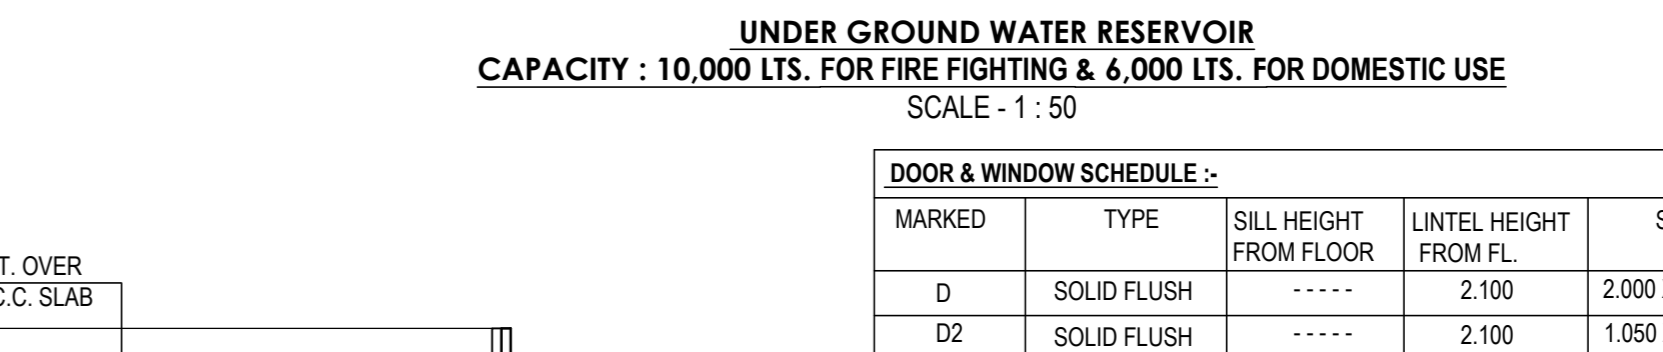 UNDER GROUND WATER RESERVOIR
CAPACITY : 10,000 LTS. FOR FIRE FIGHTING & 6,000 LTS. FOR DOMESTIC USE
SCALE - 1 : 50
DOOR & WINDOW SCHEDULE :-
MARKED TYPE SILL HEIGHT FROM FLOOR LINTEL HEIGHT FROM FL.
D SOLID FLUSH - - - - - 2.100 2.000
D2 SOLID FLUSH - - - - - 2.100 1.050
T. OVER
C.C. SLAB